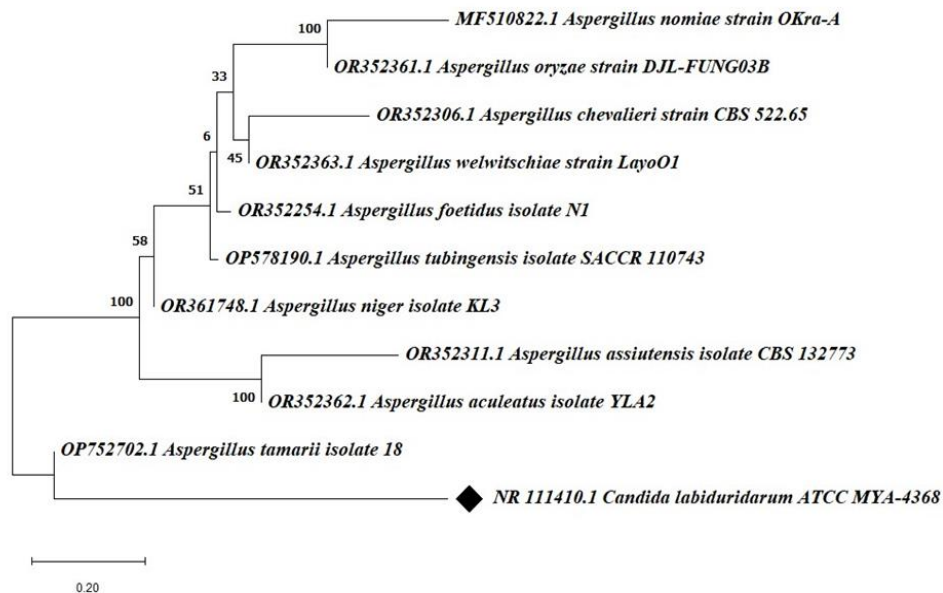 MF510822.1 Aspergillus nomiae strain OKra-A
100
OR352361.1 Aspergillus oryzae strain DJL-FUNG03B
33
OR352306.1 Aspergillus chevalieri strain CBS 522.65
6
45
OR352363.1 Aspergillus welwitschiae strain LayoO1
51
OR352254.1 Aspergillus foetidus isolate N1
58
OP578190.1 Aspergillus tubingensis isolate SACCR 110743
100
OR361748.1 Aspergillus niger isolate KL3
OR352311.1 Aspergillus assiutensis isolate CBS 132773
100
OR352362.1 Aspergillus aculeatus isolate YLA2
OP752702.1 Aspergillus tamarii isolate 18
NR 111410.1 Candida labiduridarum ATCC MYA-4368
0.20